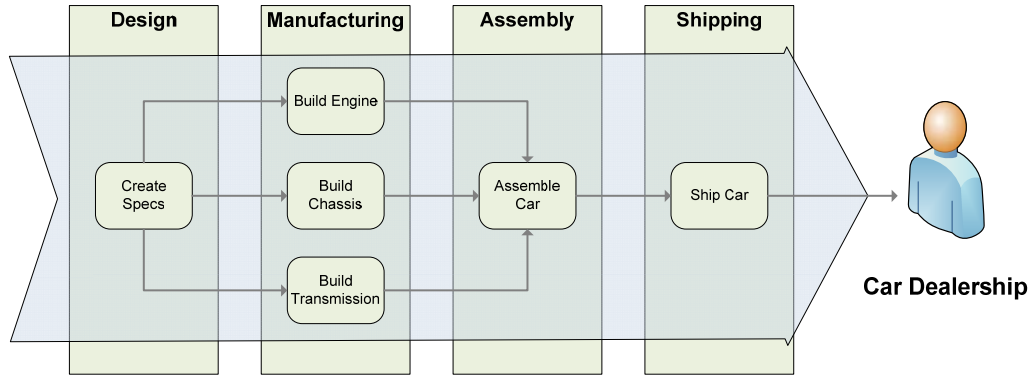 Design
Manufacturing
Assembly
Shipping
Build Engine
Create
Specs
Build
Chassis
Assemble
Car
Ship Car
Build
Transmission
Car Dealership